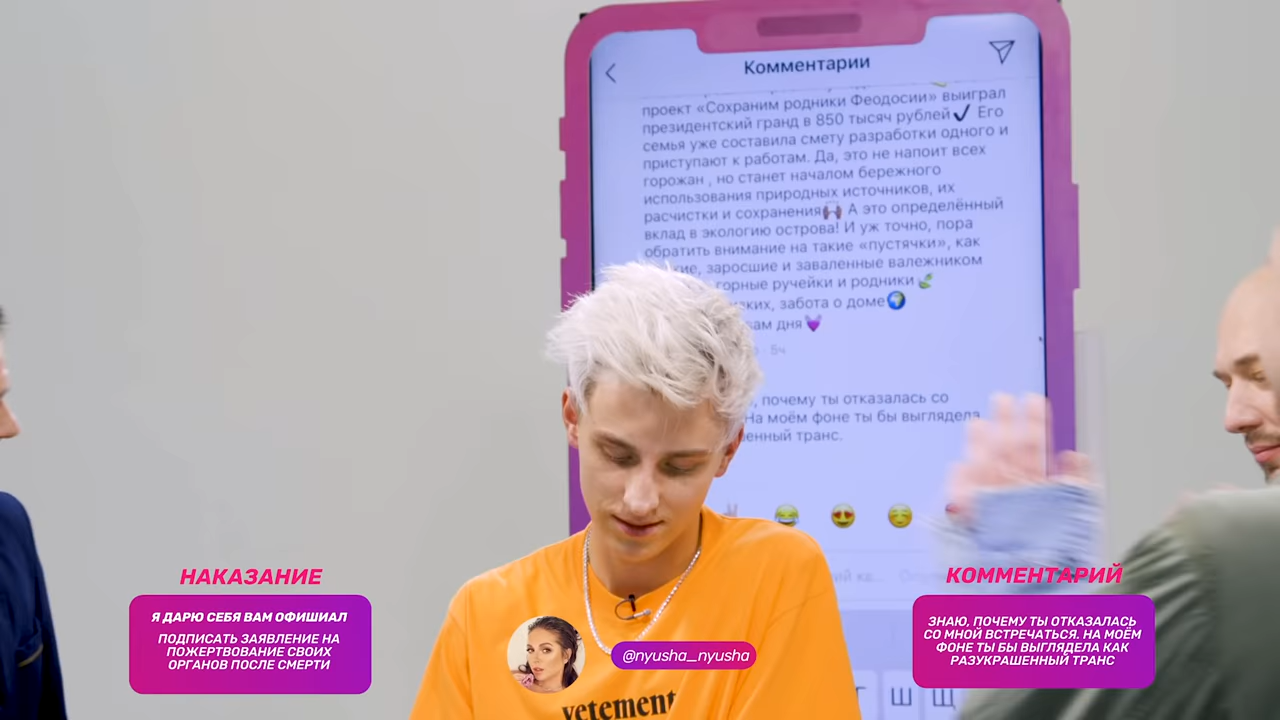 Комментарии
проект «Сохраним родники Феодосии» выиграл
президентский гранд в 850 тысяч рублей✔️ Его
семья уже составила смету разработки одного и
приступают к работам. Да, это не напоит всех
горожан , но станет началом бережного
использования природных источников, их
расчистки и сохранения🙌🏾 А это определённый
вклад в экологию острова! И уж точно, пора
обратить внимание на такие «пустячки», как
заросшие и заваленные валежником
горные ручейки и родники🌿
забота о доме🌍
дня💓
5ч
почему ты отказалась со
На моём фоне ты бы выглядела
транс.
😂 😍 😌
Г Ш Щ
НАКАЗАНИЕ
Я ДАРЮ СЕБЯ ВАМ ОФИШИАЛ
ПОДПИСАТЬ ЗАЯВЛЕНИЕ НА
ПОЖЕРТВОВАНИЕ СВОИХ
ОРГАНОВ ПОСЛЕ СМЕРТИ
vetements
@nyusha_nyusha
КОММЕНТАРИЙ
ЗНАЮ, ПОЧЕМУ ТЫ ОТКАЗАЛАСЬ
СО МНОЙ ВСТРЕЧАТЬСЯ. НА МОЁМ
ФОНЕ ТЫ БЫ ВЫГЛЯДЕЛА КАК
РАЗУКРАШЕННЫЙ ТРАНС